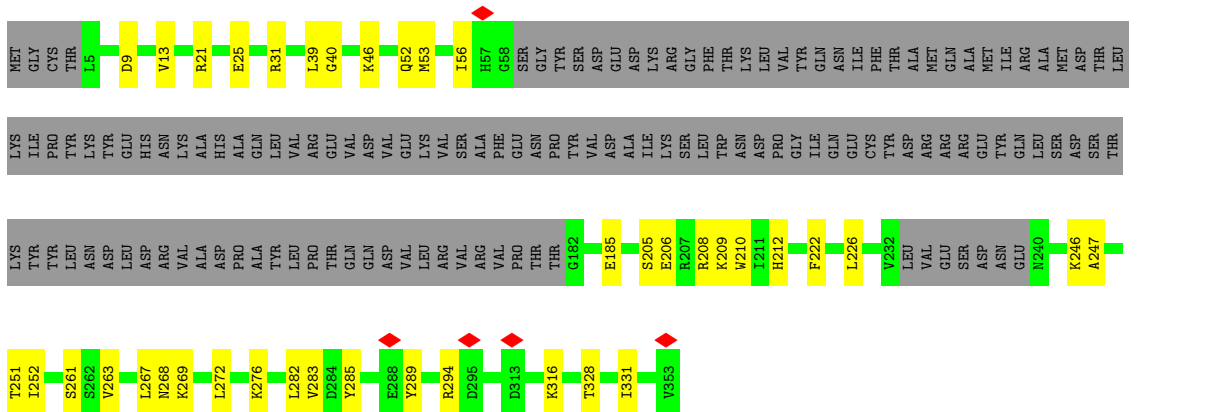 MET GLY CYS THR L5 D9 V13 R21 E25 R31 L39 G40 K46 Q52 M53 I56 H57 G58 SER GLY TYR SER ASP GLU ASP LYS ARG GLY PHE THR LYS LEU VAL TYR GLN ASN ILE PHE THR ALA MET GLN ALA MET ILE ARG ALA MET ASP THR LEU
LYS ILE PRO TYR LYS TYR GLU HIS ASN LYS ALA HIS ALA GLN LEU VAL ARG GLU VAL ASP VAL GLU LYS VAL SER ALA PHE GLU ASN PRO TYR VAL ASP ALA ILE LYS SER LEU TRP ASN ASP PRO GLY ILE GLN GLU CYS TYR ASP ARG ARG ARG GLU TYR GLN LEU SER ASP SER THR
LYS TYR TYR LEU ASN ASP LEU ASP ARG VAL ALA ASP PRO ALA TYR LEU PRO THR GLN GLN ASP VAL LEU ARG VAL ARG VAL PRO THR THR G182 E185 S205 E206 R207 R208 K209 W210 I211 H212 F222 L226 V232 LEU VAL GLU SER ASP ASN GLU N240 K246 A247
T251 I252 S261 S262 V263 L267 N268 K269 L272 K276 L282 V283 D284 Y285 E288 Y289 R294 D295 D313 K316 T328 I331 V353